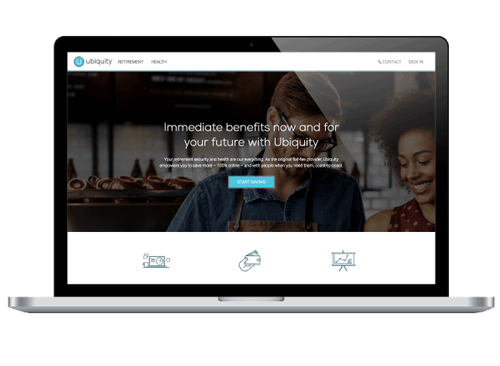 ubiquity RETIREMENT HEALTH CONTACT SIGN IN
Immediate benefits now and for
your future with Ubiquity
Your retirement security and health are our everything. As the original flat-fee provider, Ubiquity
empowers you to save more – 100% online – and with people when you need them, coast-to-coast.
START SAVING